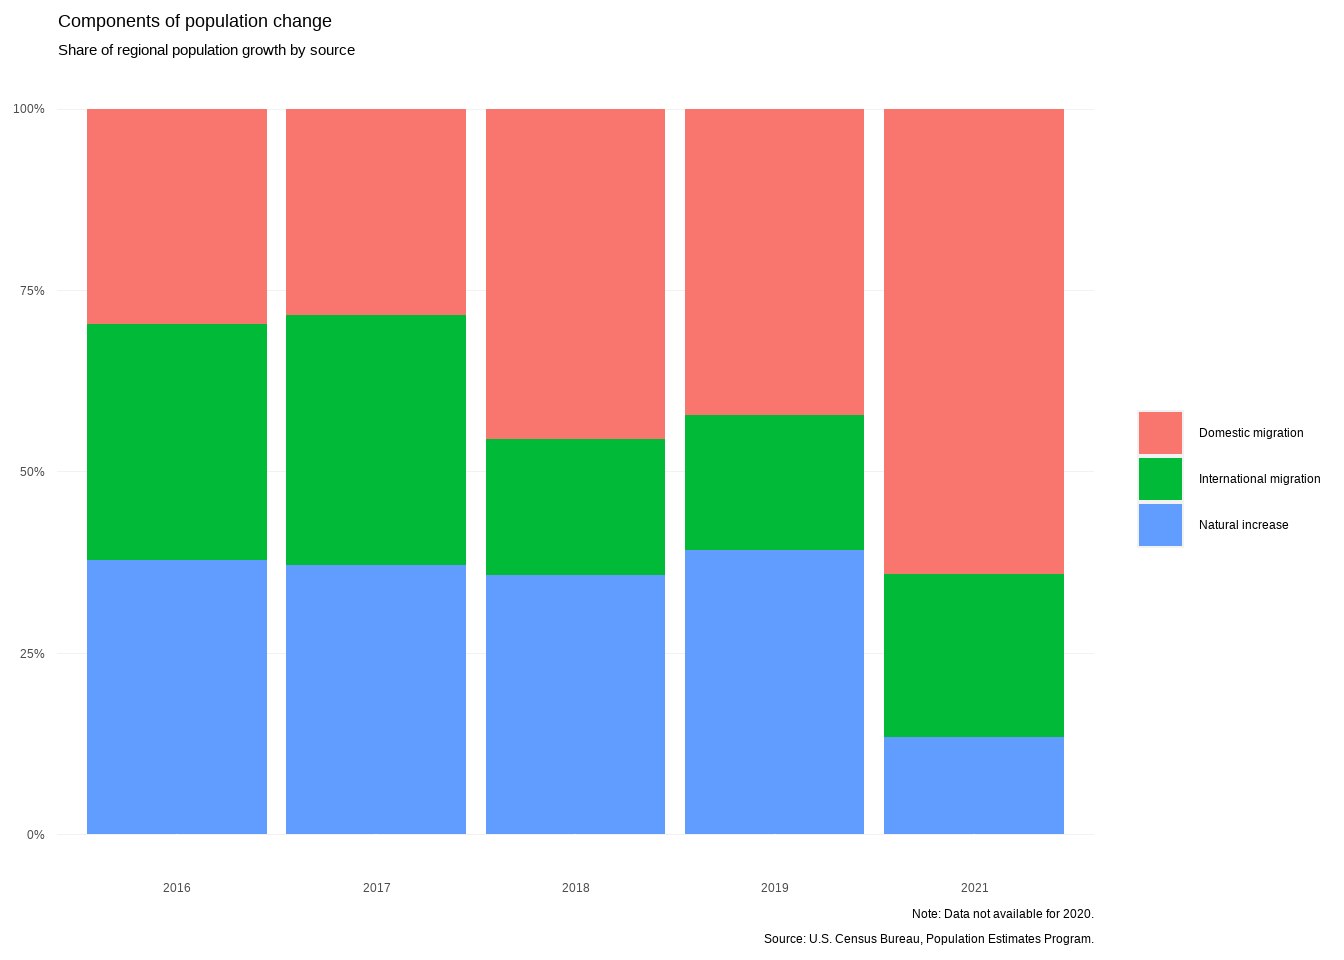 Components of population change
Share of regional population growth by source
100%
75%
50%
25%
0%
2016
2017
2018
2019
2021
Domestic migration
International migration
Natural increase
Note: Data not available for 2020.
Source: U.S. Census Bureau, Population Estimates Program.